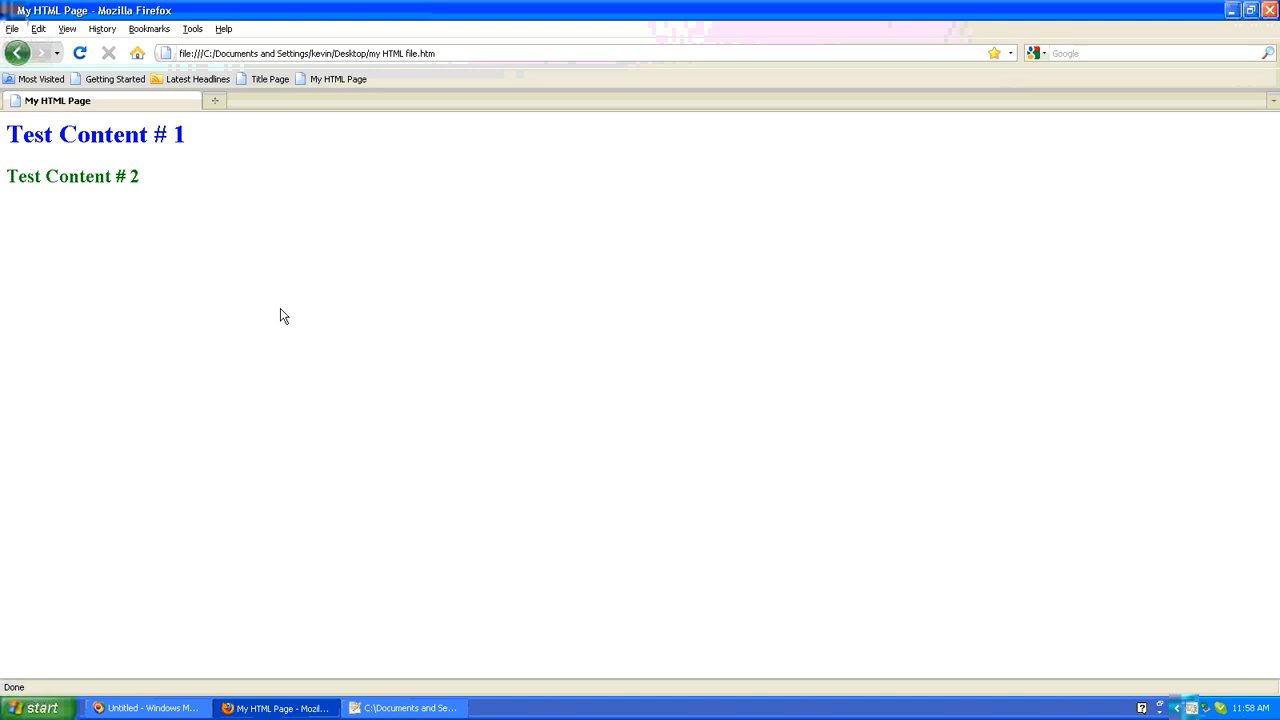 My HTML Page - Mozilla Firefox
File Edit View History Bookmarks Tools Help
file:///C:/Documents and Settings/kevin/Desktop/my HTML file.htm
Google
Most Visited Getting Started Latest Headlines Title Page My HTML Page
My HTML Page
Test Content # 1
Test Content # 2
Done
start Untitled - Windows M... My HTML Page - Mozil... C:\Documents and Se... 11:58 AM